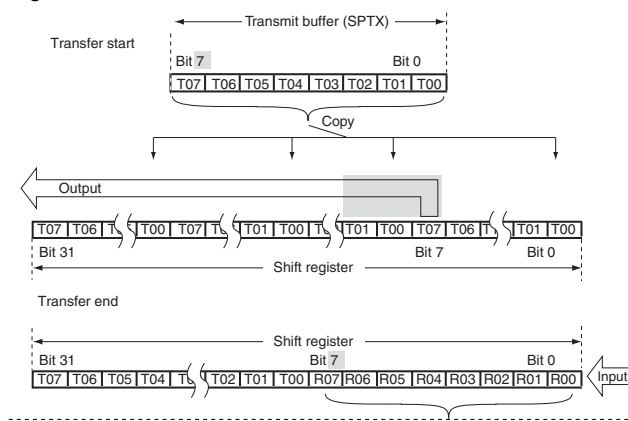 Transmit buffer (SPTX)
Transfer start
Bit 7 Bit 0
T07 T06 T05 T04 T03 T02 T01 T00
Copy
Output
T07 T06 T00 T07 T01 T00 T01 T00 T07 T06 T01 T00
Bit 31 Bit 7 Bit 0
Shift register
Transfer end
Shift register
Bit 31 Bit 7 Bit 0
T07 T06 T05 T04 T02 T01 T00 R07 R06 R05 R04 R03 R02 R01 R00
Input